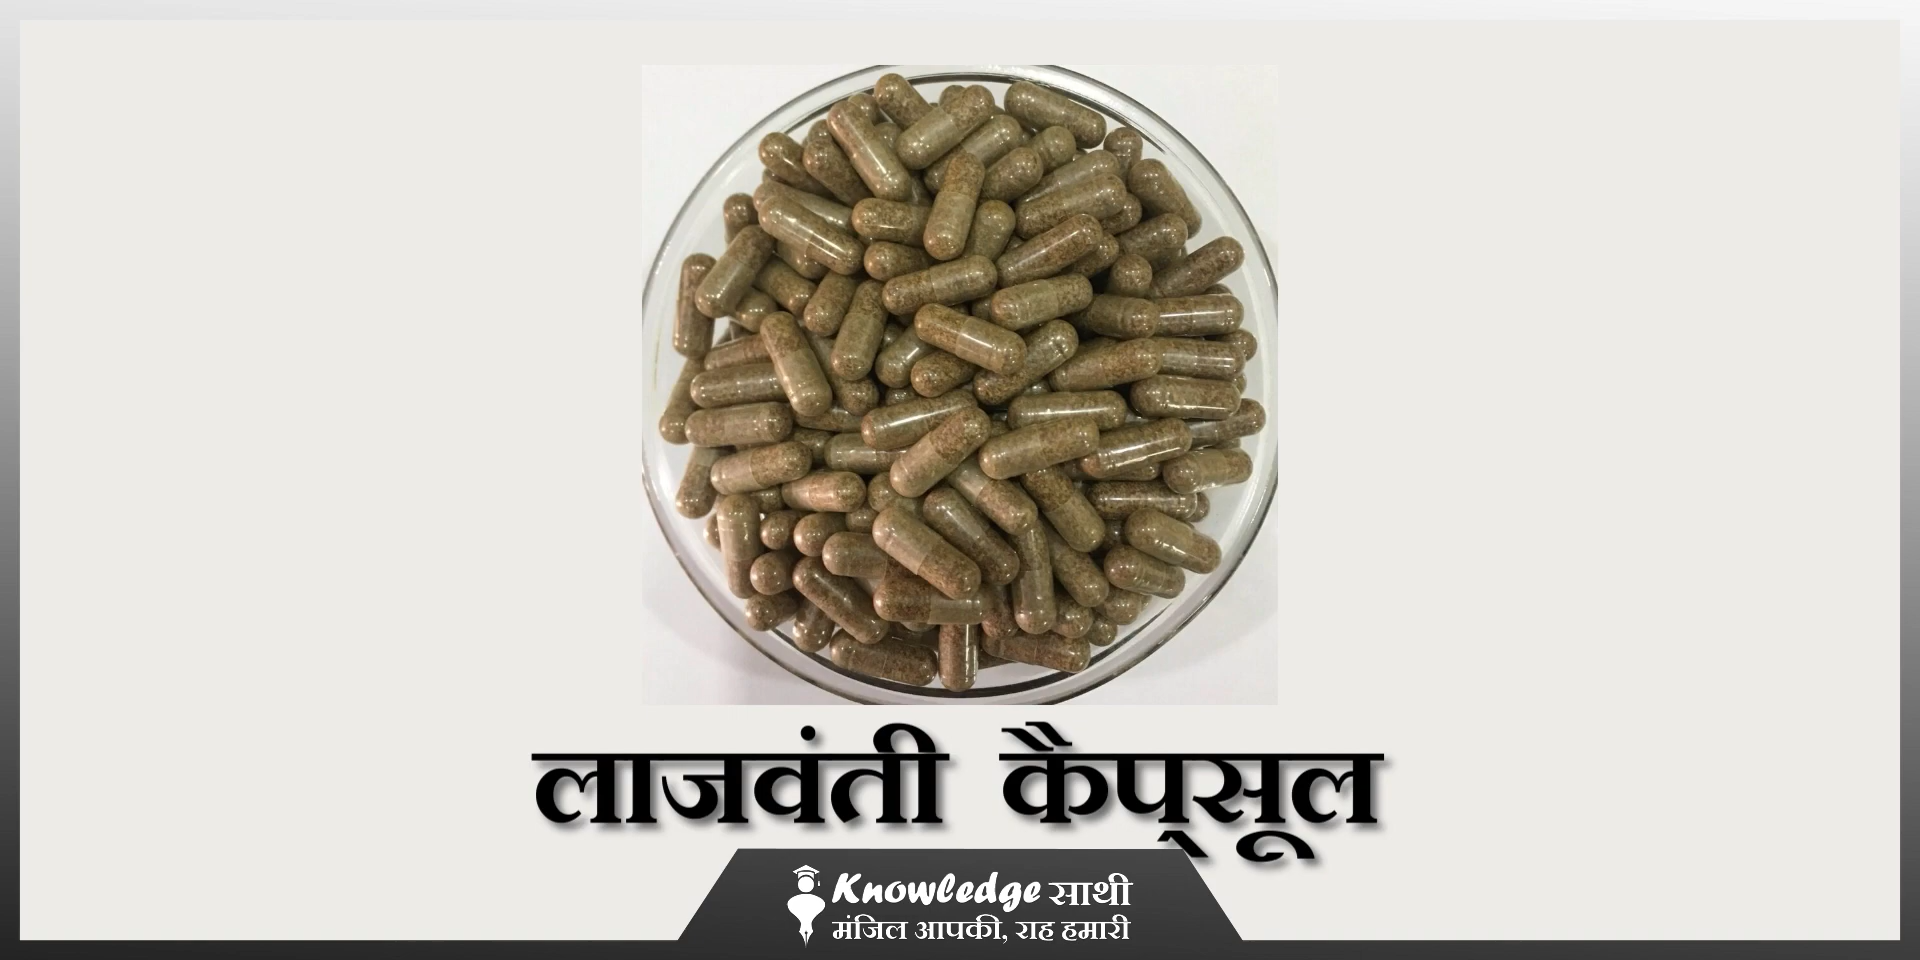 लाजवंती कैप्सूल
Knowledge साथी
मंजिल आपकी, राह हमारी